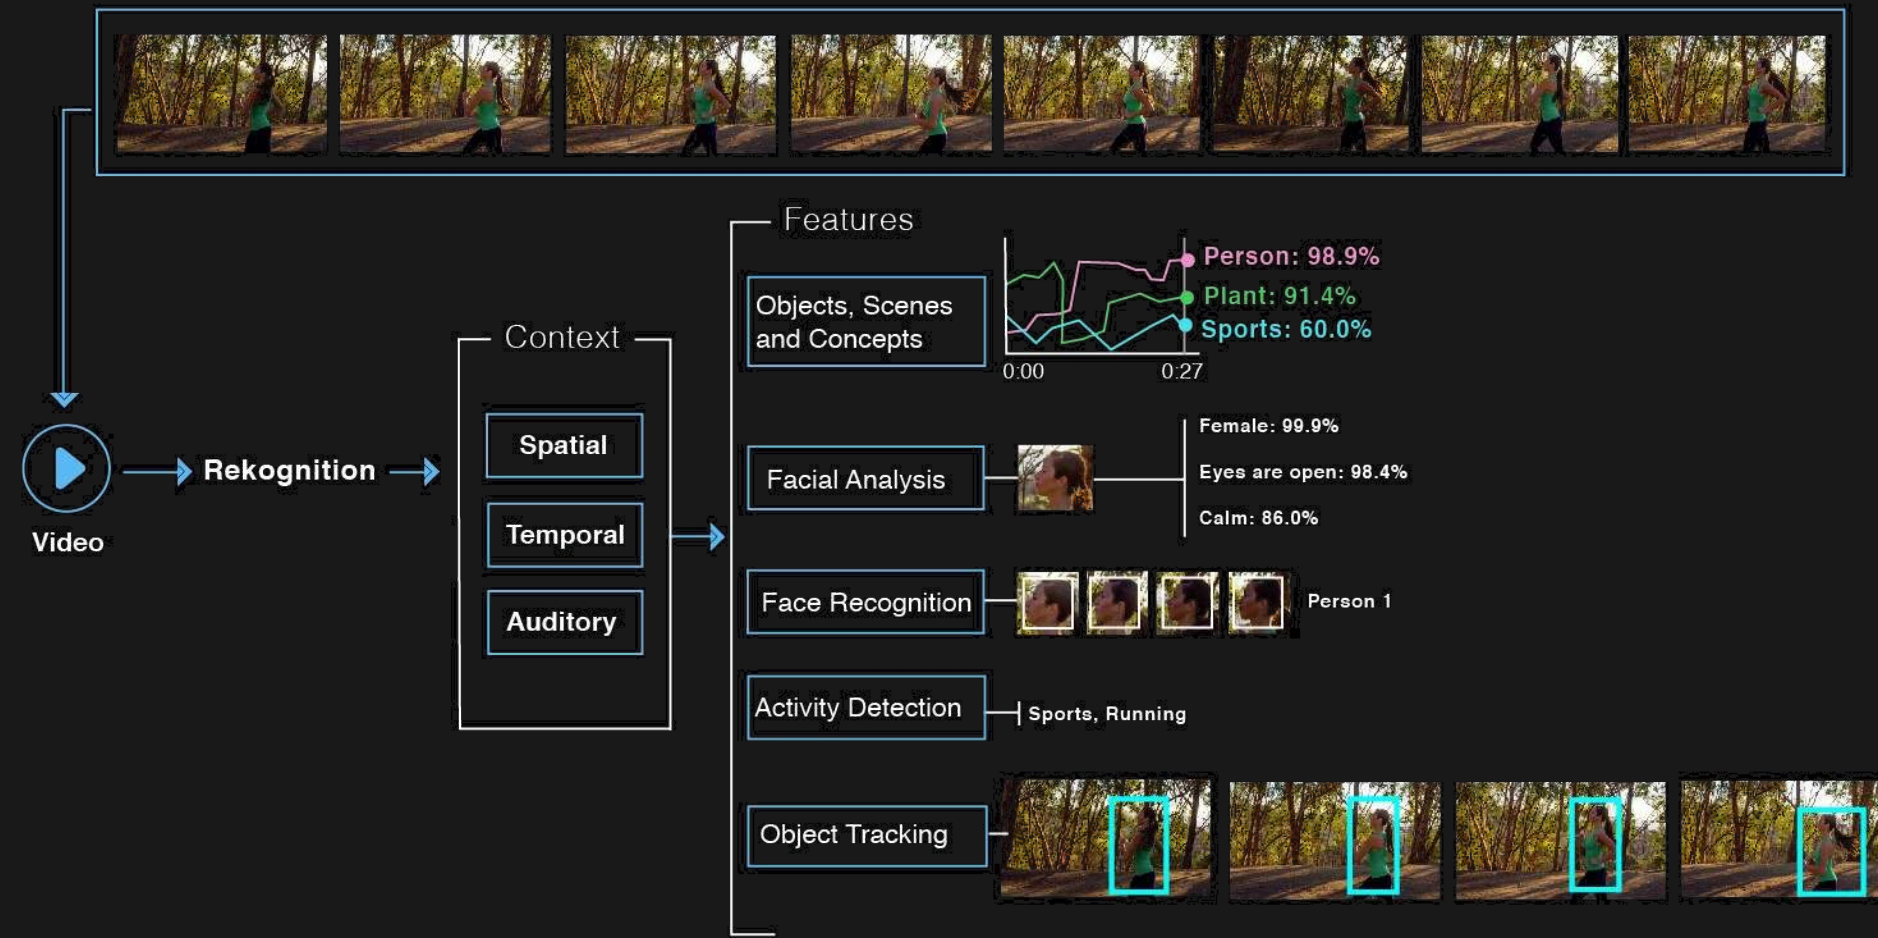 Features
Person: 98.9%
Plant: 91.4%
Sports: 60.0%
Objects, Scenes
and Concepts
0:00
0:27
Context
Spatial
Temporal
Auditory
Rekognition
Video
Facial Analysis
Female: 99.9%
Eyes are open: 98.4%
Calm: 86.0%
Face Recognition
Person 1
Activity Detection
Sports, Running
Object Tracking